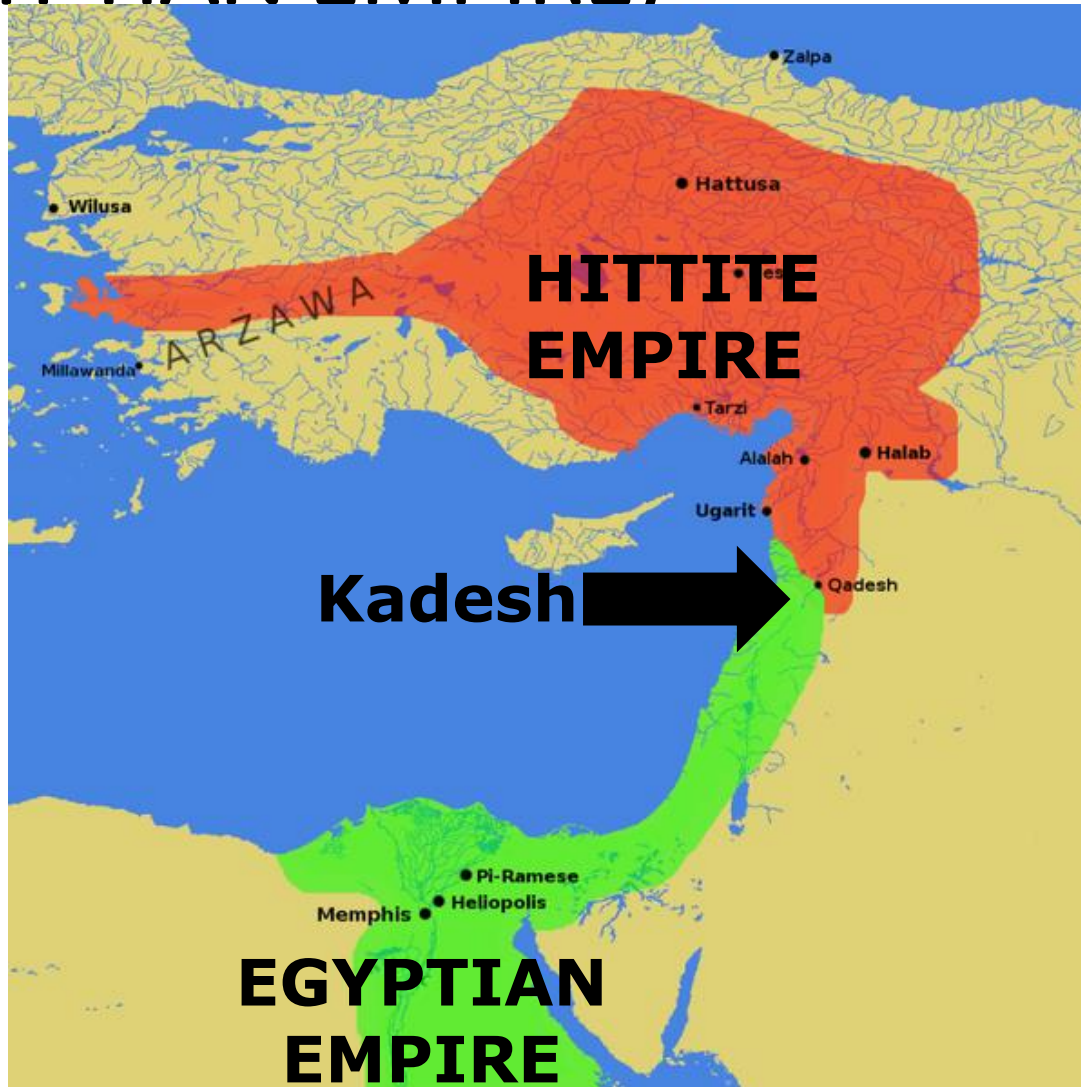 Zalpa
Hattusa
Wilusa
HITTITE
EMPIRE
ARZAWA
Millawanda
Tarzi
Alalah
Halab
Ugarit
Kadesh
Qadesh
Pi-Ramese
Heliopolis
Memphis
EGYPTIAN
EMPIRE